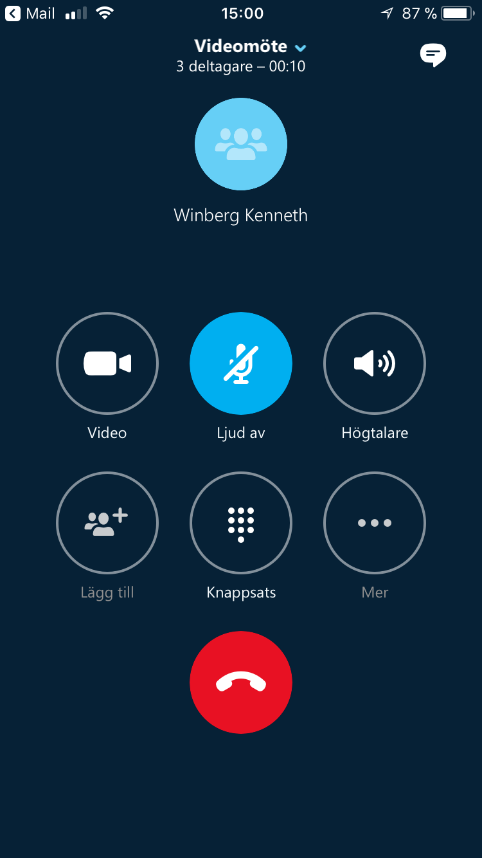 Mail 15:00 87 %
Videomöte
3 deltagare – 00:10
Winberg Kenneth
Video Ljud av Högtalare
Lägg till Knappsats Mer